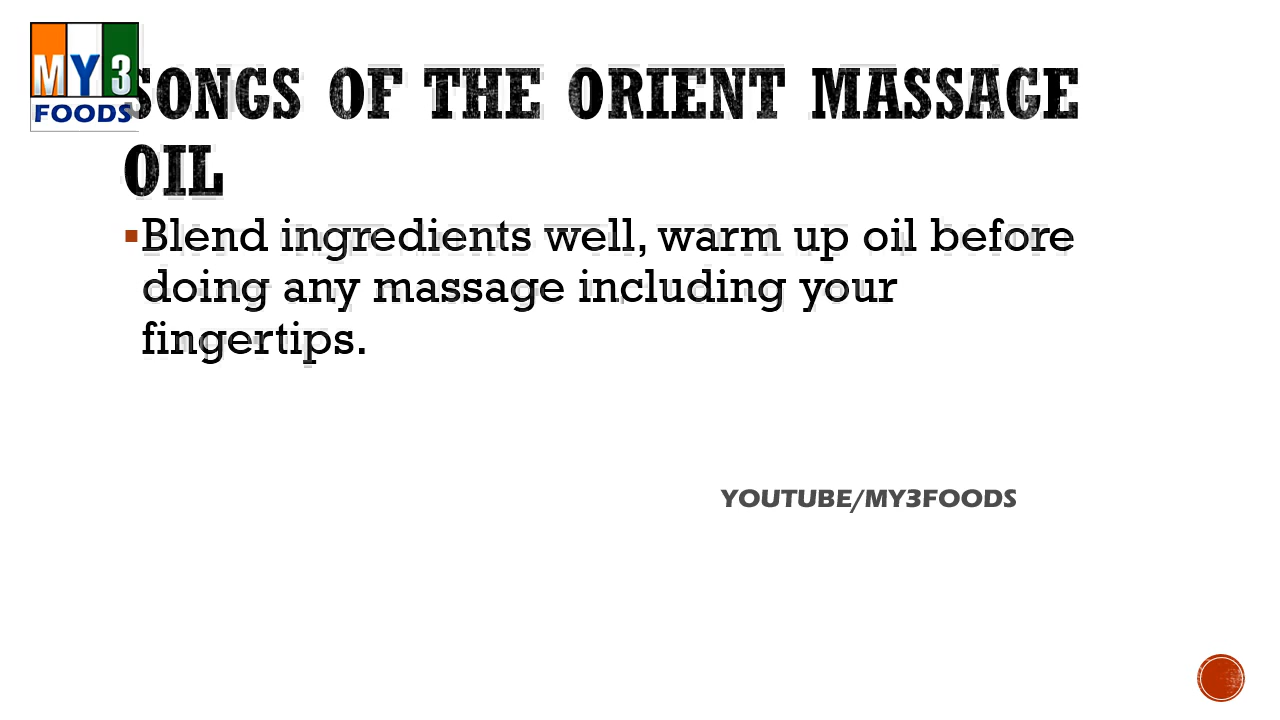 MY3
FOODS
SONGS OF THE ORIENT MASSAGE
OIL
▪Blend ingredients well, warm up oil before
doing any massage including your
fingertips.
YOUTUBE/MY3FOODS